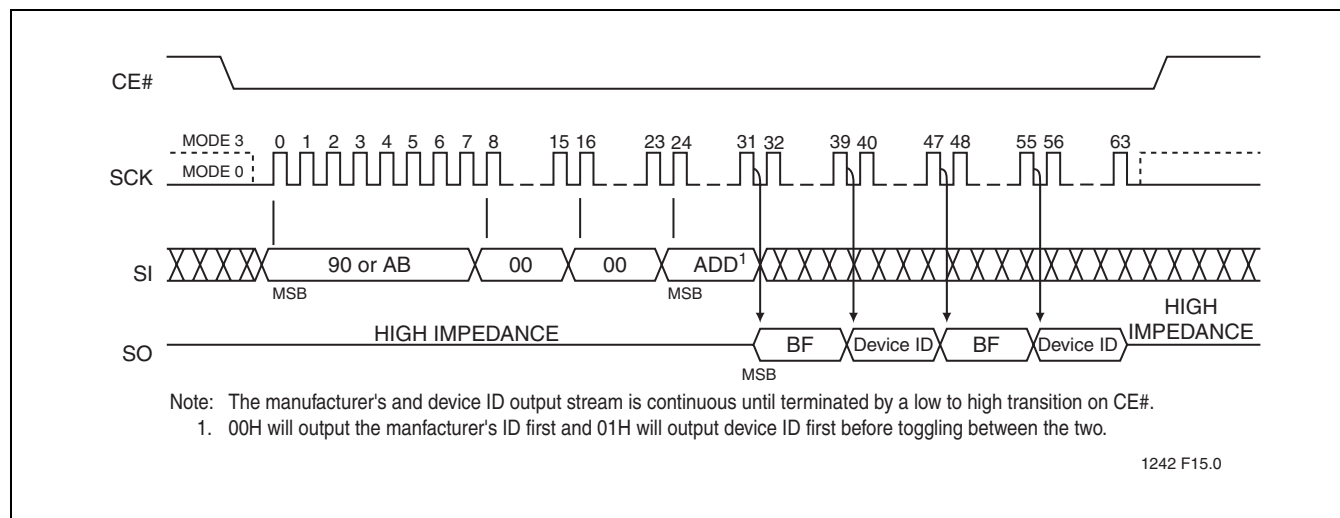 CE#
MODE 3 0 1 2 3 4 5 6 7 8 15 16 23 24 31 32 39 40 47 48 55 56 63
SCK MODE 0
SI 90 or AB 00 00 ADD1
MSB MSB
HIGH IMPEDANCE HIGH IMPEDANCE
SO BF Device ID BF Device ID
MSB
Note: The manufacturer's and device ID output stream is continuous until terminated by a low to high transition on CE#.
1. 00H will output the manfacturer's ID first and 01H will output device ID first before toggling between the two.
1242 F15.0